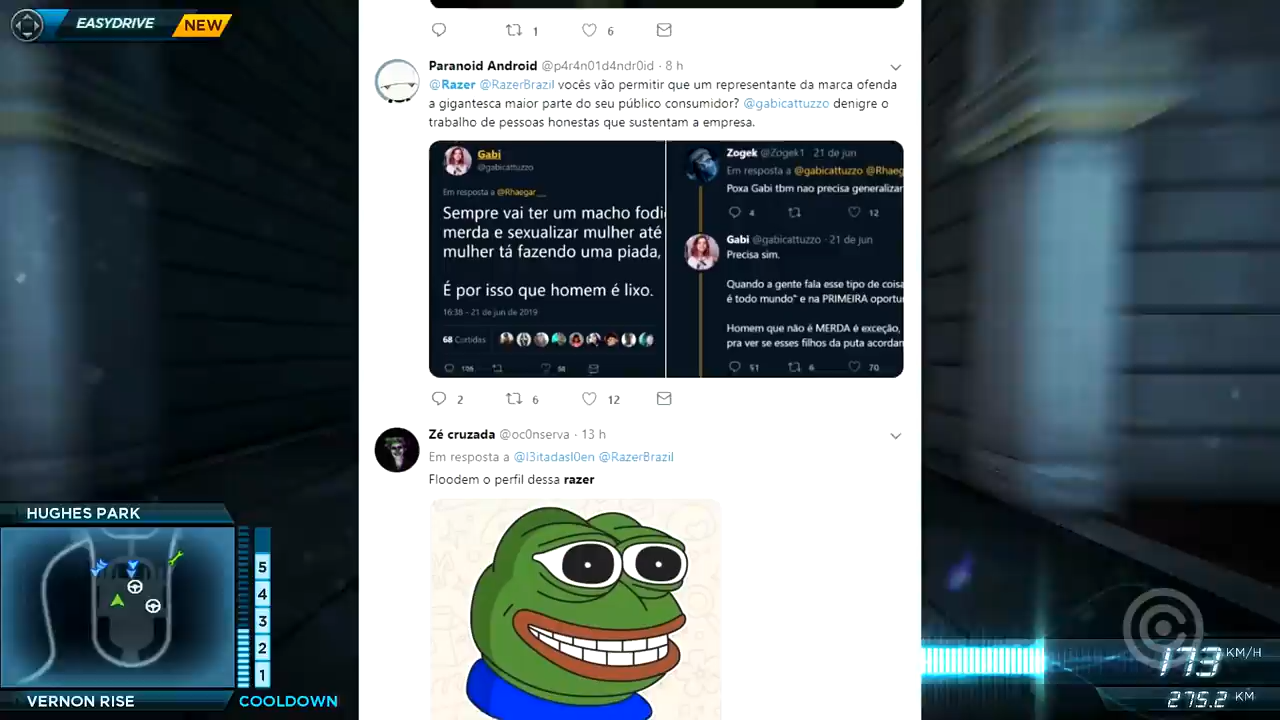 EASYDRIVE NEW
1 6
Paranoid Android @p4r4n01d4ndr0id · 8 h
@Razer @RazerBrazil vocês vão permitir que um representante da marca ofenda
a gigantesca maior parte do seu público consumidor? @gabicattuzzo denigre o
trabalho de pessoas honestas que sustentam a empresa.
Gabi
@gabicattuzzo
Em resposta a @Rhaegar__
Sempre vai ter um macho fodi
merda e sexualizar mulher até
mulher tá fazendo uma piada,
É por isso que homem é lixo.
16:38 - 21 de jun de 2019
68 Curtidas
Zogek @Zogek1 · 21 de jun
Em resposta a @gabicattuzzo @Rhaeg
Poxa Gabi tbm nao precisa generalizar
4 12
Gabi @gabicattuzzo · 21 de jun
Precisa sim.
Quando a gente fala esse tipo de coisa
é todo mundo" e na PRIMEIRA oportu
Homem que não é MERDA é exceção,
pra ver se esses filhos da puta acordan
51 6 70
2 6 12
Zé cruzada @oc0nserva · 13 h
Em resposta a @l3itadasl0en @RazerBrazil
Floodem o perfil dessa razer
HUGHES PARK
5
4
3
2
1
VERNON RISE
COOLDOWN
173 KM/H
275.2 KM